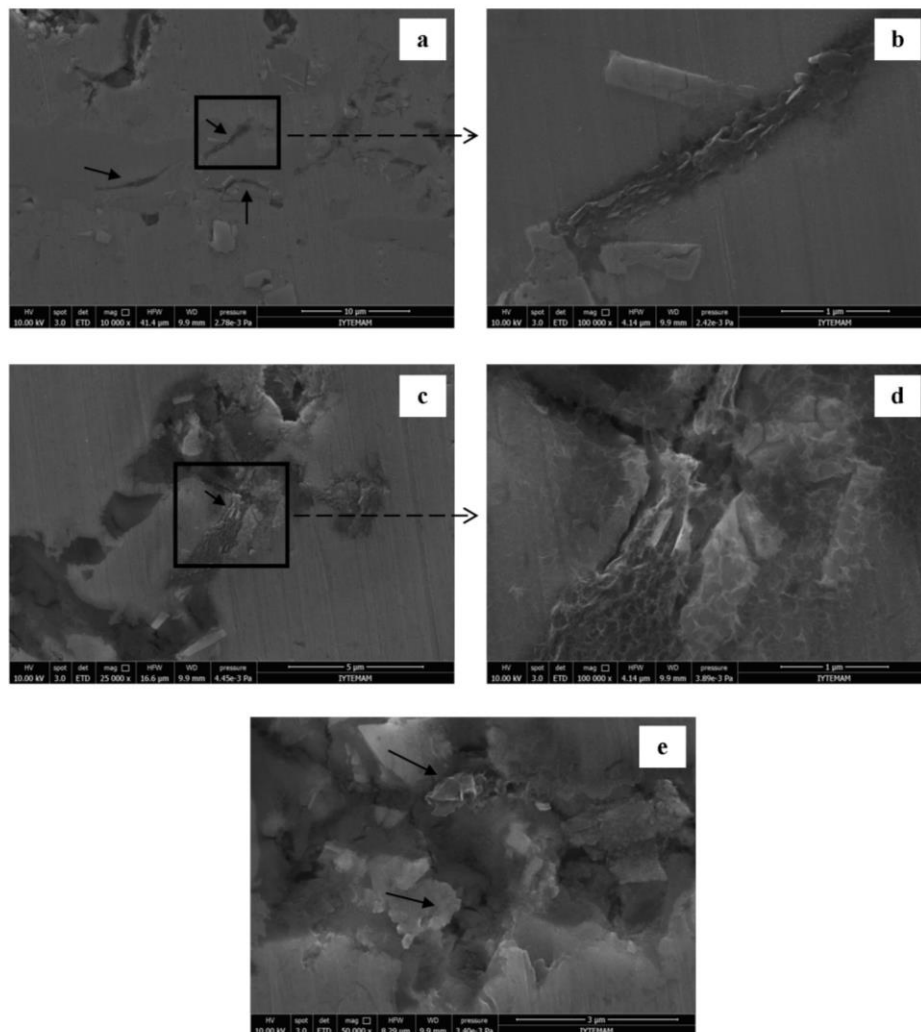 a
HV spot det mag □ HFW WD pressure 10 µm
10.00 kV 3.0 ETD 10 000 x 41.4 µm 9.9 mm 2.78e-3 Pa IYTEMAM
b
HV spot det mag □ HFW WD pressure 1 µm
10.00 kV 3.0 ETD 100 000 x 4.14 µm 9.9 mm 2.42e-3 Pa IYTEMAM
c
HV spot det mag □ HFW WD pressure 5 µm
10.00 kV 3.0 ETD 25 000 x 16.6 µm 9.9 mm 4.45e-3 Pa IYTEMAM
d
HV spot det mag □ HFW WD pressure 1 µm
10.00 kV 3.0 ETD 100 000 x 4.14 µm 9.9 mm 3.89e-3 Pa IYTEMAM
e
HV spot det mag □ HFW WD pressure 3 µm
10.00 kV 3.0 ETD 50 000 x 8.29 µm 9.9 mm 3.40e-3 Pa IYTEMAM